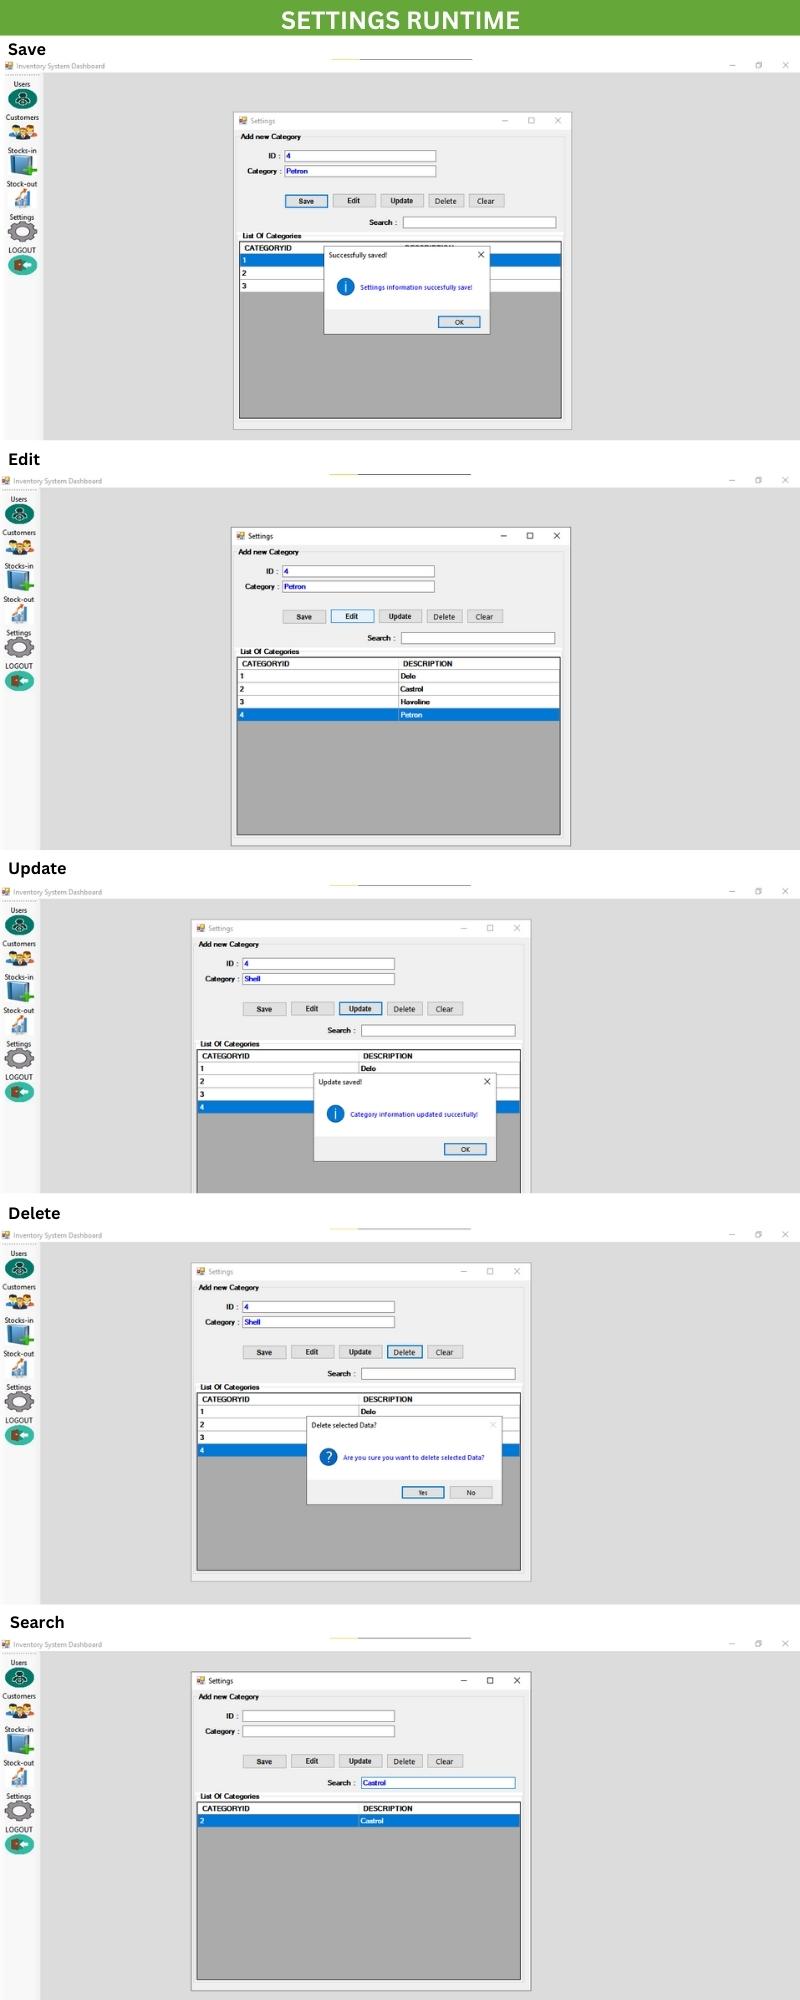 SETTINGS RUNTIME
Save
Inventory System Dashboard
Users
Customers
Stocks-in
Stock-out
Settings
LOGOUT
Settings
Add new Category
ID : 4
Category : Petron
Save Edit Update Delete Clear
Search :
List Of Categories
CATEGORYID DESCRIPTION
1
2
3
Successfully saved!
Settings information succesfully save!
OK
Edit
Inventory System Dashboard
Users
Customers
Stocks-in
Stock-out
Settings
LOGOUT
Settings
Add new Category
ID : 4
Category : Petron
Save Edit Update Delete Clear
Search :
List Of Categories
CATEGORYID DESCRIPTION
1 Delo
2 Castrol
3 Havoline
4 Petron
Update
Inventory System Dashboard
Users
Customers
Stocks-in
Stock-out
Settings
LOGOUT
Settings
Add new Category
ID : 4
Category : Shell
Save Edit Update Delete Clear
Search :
List Of Categories
CATEGORYID DESCRIPTION
1 Delo
2
3
4
Update saved!
Category information updated succesfully!
OK
Delete
Inventory System Dashboard
Users
Customers
Stocks-in
Stock-out
Settings
LOGOUT
Settings
Add new Category
ID : 4
Category : Shell
Save Edit Update Delete Clear
Search :
List Of Categories
CATEGORYID DESCRIPTION
1 Delo
2
3
4
Delete selected Data?
Are you sure you want to delete selected Data?
Yes No
Search
Inventory System Dashboard
Users
Customers
Stocks-in
Stock-out
Settings
LOGOUT
Settings
Add new Category
ID :
Category :
Save Edit Update Delete Clear
Search : Castrol
List Of Categories
CATEGORYID DESCRIPTION
2 Castrol